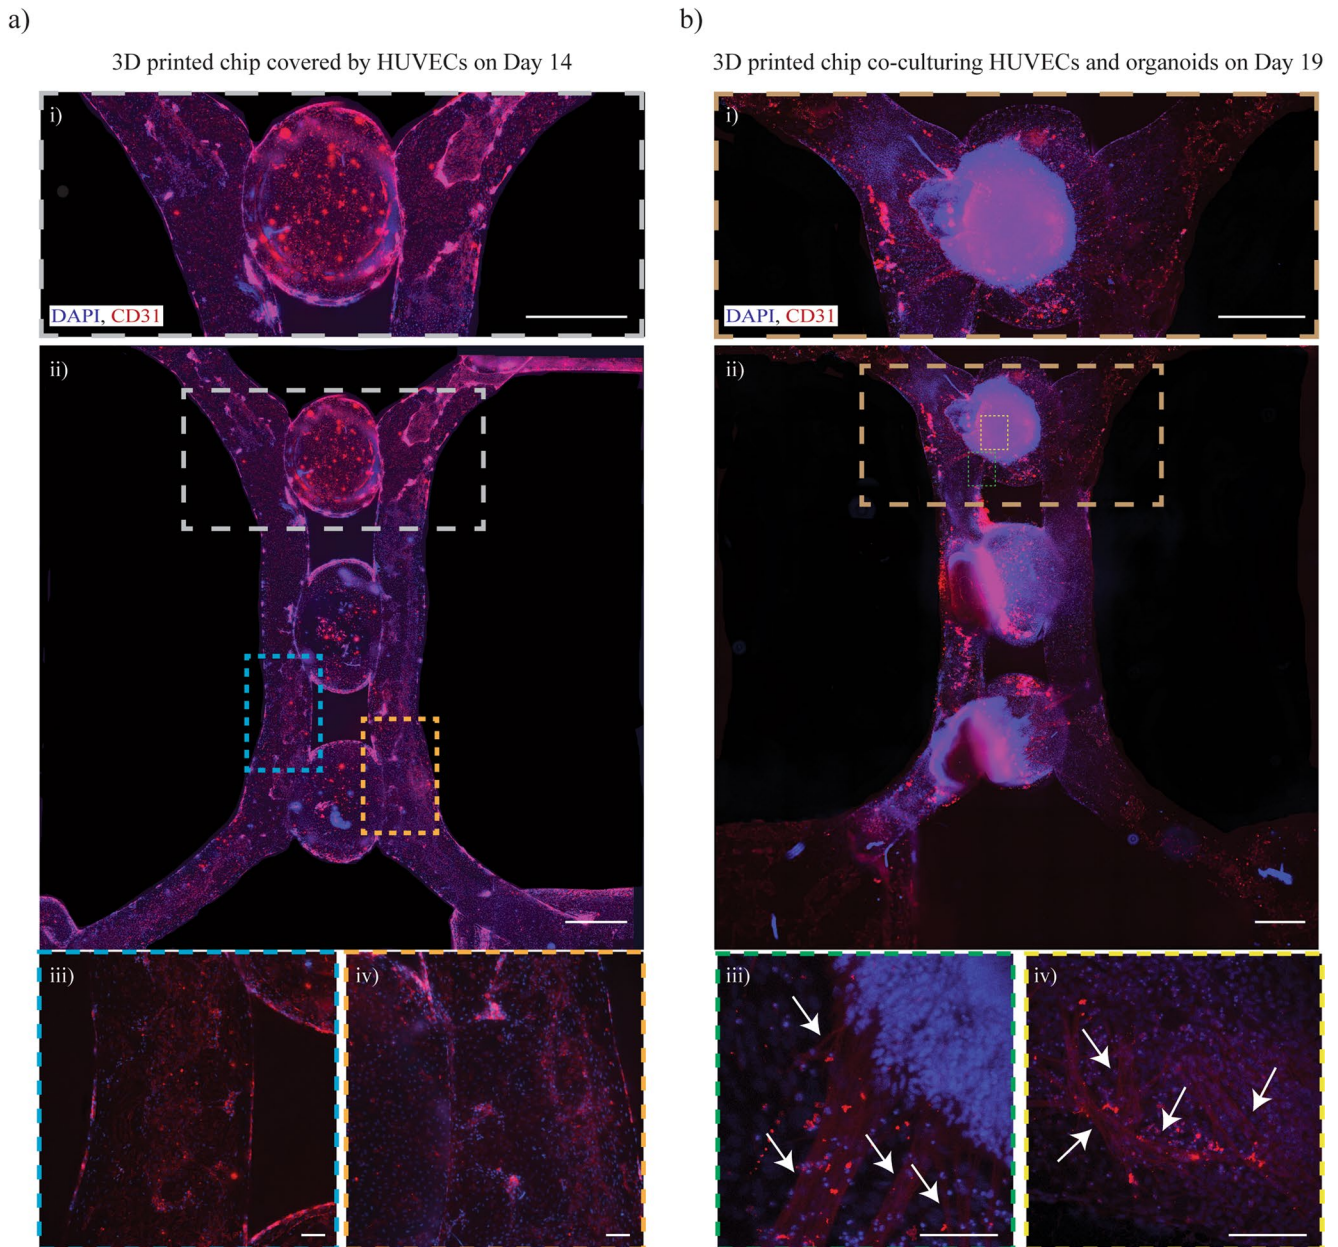 a)
3D printed chip covered by HUVECs on Day 14
i)
DAPI, CD31
ii)
iii)
iv)
b)
3D printed chip co-culturing HUVECs and organoids on Day 19
i)
DAPI, CD31
ii)
iii)
iv)